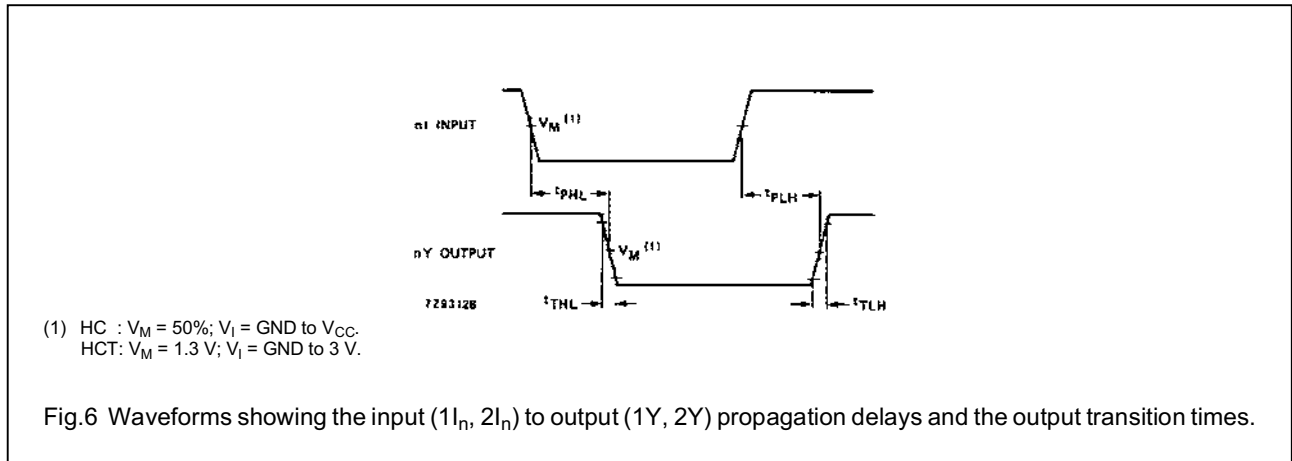 nI INPUT
V_M (1)
t_PHL
t_PLH
nY OUTPUT
V_M (1)
7Z93126
t_THL
t_TLH
(1) HC : V_M = 50%; V_I = GND to V_CC.
HCT: V_M = 1.3 V; V_I = GND to 3 V.
Fig.6 Waveforms showing the input (1I_n, 2I_n) to output (1Y, 2Y) propagation delays and the output transition times.